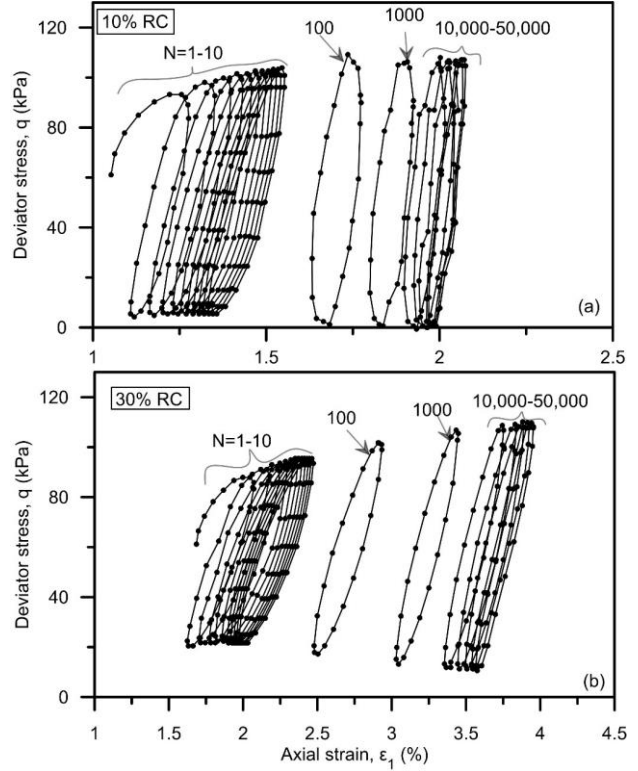 10% RC
N=1-10
100
1000
10,000-50,000
120
80
40
0
Deviator stress, q (kPa)
(a)
1
1.5
2
2.5
30% RC
N=1-10
100
1000
10,000-50,000
120
80
40
0
Deviator stress, q (kPa)
(b)
1
1.5
2
2.5
3
3.5
4
4.5
Axial strain, ε₁ (%)